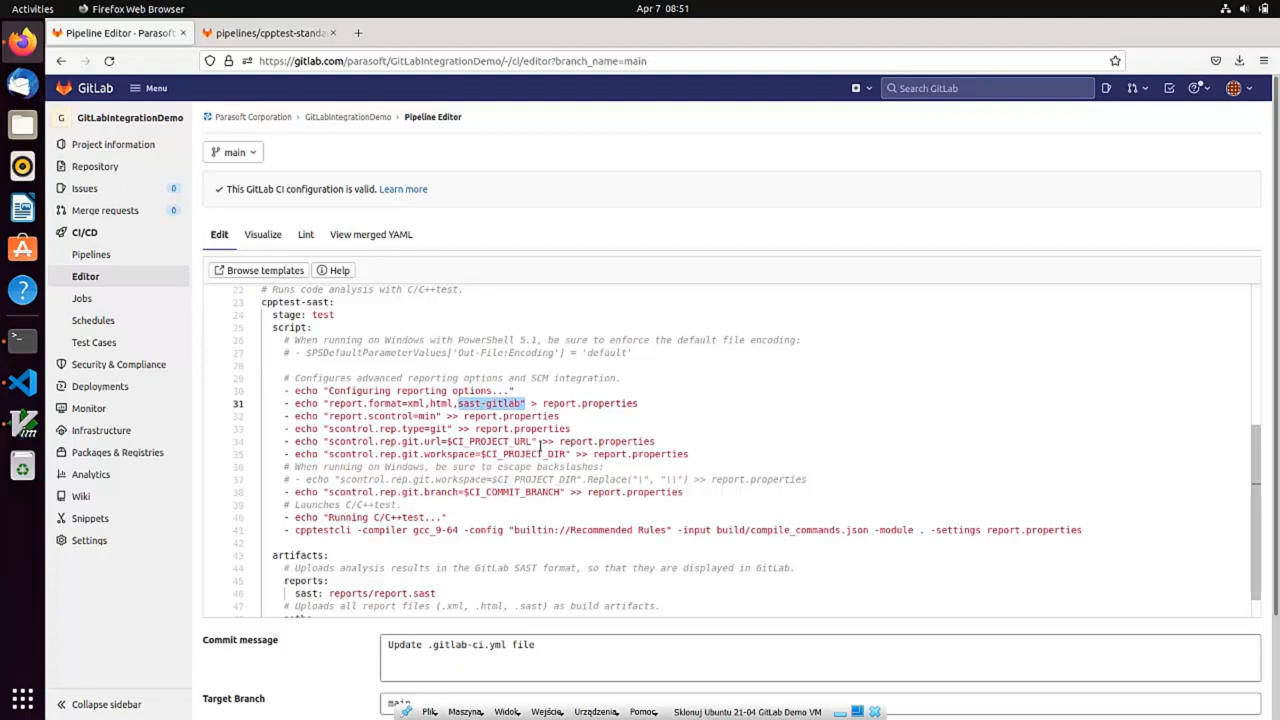 Activities
Firefox Web Browser
Apr 7 08:51
Pipeline Editor · Parasoft
pipelines/cpptest-standa
https://gitlab.com/parasoft/GitLabIntegrationDemo/-/ci/editor?branch_name=main
GitLab
Menu
Search GitLab
G GitLabIntegrationDemo
Project information
Repository
Issues 0
Merge requests 0
CI/CD
Pipelines
Editor
Jobs
Schedules
Test Cases
Security & Compliance
Deployments
Monitor
Infrastructure
Packages & Registries
Analytics
Wiki
Snippets
Settings
Collapse sidebar
Parasoft Corporation › GitLabIntegrationDemo › Pipeline Editor
main
This GitLab CI configuration is valid. Learn more
Edit Visualize Lint View merged YAML
Browse templates Help
22 # Runs code analysis with C/C++test.
23 cpptest-sast:
24 stage: test
25 script:
26 # When running on Windows with PowerShell 5.1, be sure to enforce the default file encoding:
27 # - $PSDefaultParameterValues['Out-File:Encoding'] = 'default'
28
29 # Configures advanced reporting options and SCM integration.
30 - echo "Configuring reporting options..."
31 - echo "report.format=xml,html,sast-gitlab" > report.properties
32 - echo "report.scontrol=min" >> report.properties
33 - echo "scontrol.rep.type=git" >> report.properties
34 - echo "scontrol.rep.git.url=$CI_PROJECT_URL" >> report.properties
35 - echo "scontrol.rep.git.workspace=$CI_PROJECT_DIR" >> report.properties
36 # When running on Windows, be sure to escape backslashes:
37 # - echo "scontrol.rep.git.workspace=$CI_PROJECT_DIR".Replace("\", "\\") >> report.properties
38 - echo "scontrol.rep.git.branch=$CI_COMMIT_BRANCH" >> report.properties
39 # Launches C/C++test.
40 - echo "Running C/C++test..."
41 - cpptestcli -compiler gcc_9-64 -config "builtin://Recommended Rules" -input build/compile_commands.json -module . -settings report.properties
42
43 artifacts:
44 # Uploads analysis results in the GitLab SAST format, so that they are displayed in GitLab.
45 reports:
46 sast: reports/report.sast
47 # Uploads all report files (.xml, .html, .sast) as build artifacts.
Commit message
Update .gitlab-ci.yml file
Target Branch
main
Plik Maszyna Widok Wejście Urządzenia Pomoc Sklonuj Ubuntu 21-04 GitLab Demo VM